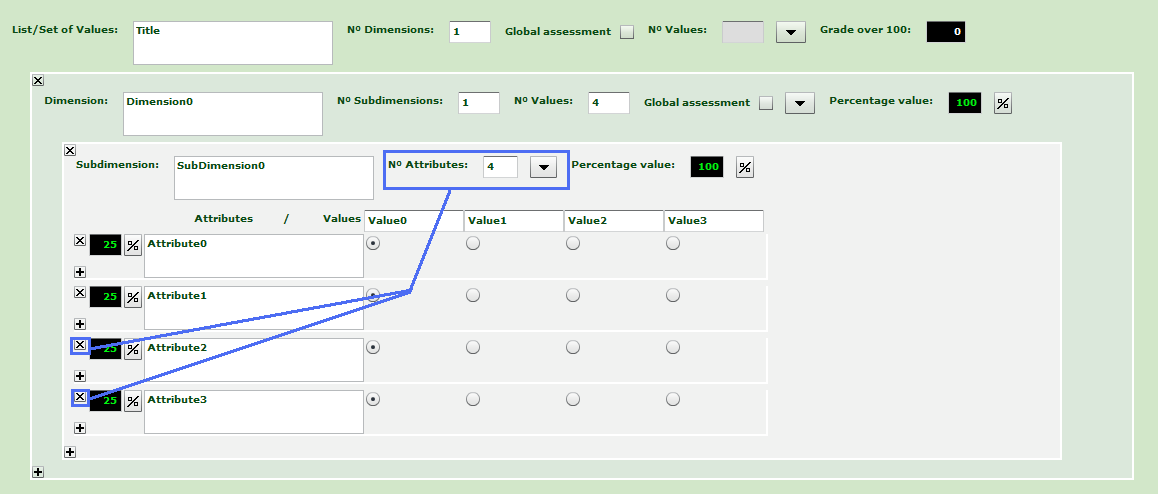 List/Set of Values: Title Nº Dimensions: 1 Global assessment Nº Values: Grade over 100: 0
Dimension: Dimension0 Nº Subdimensions: 1 Nº Values: 4 Global assessment Percentage value: 100 %
Subdimension: SubDimension0 Nº Attributes: 4 Percentage value: 100 %
Attributes / Values Value0 Value1 Value2 Value3
25 % Attribute0
25 % Attribute1
25 % Attribute2
25 % Attribute3